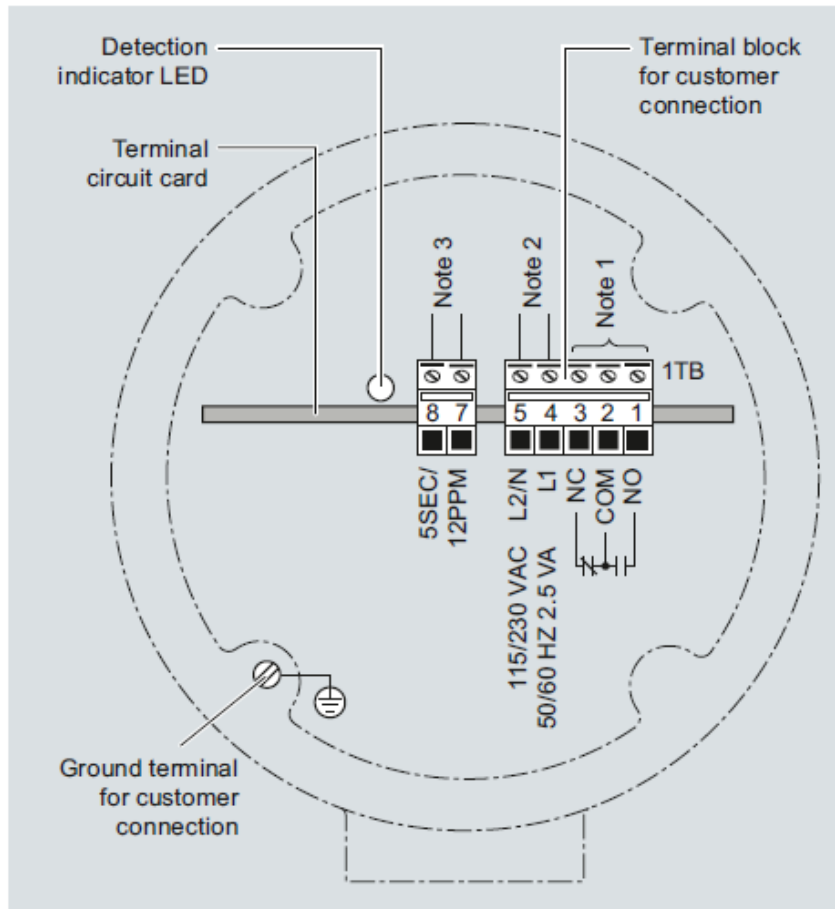 Detection
indicator LED
Terminal block
for customer
connection
Terminal
circuit card
Note 3
Note 2
Note 1
1TB
8 7 5 4 3 2 1
5SEC/
12PPM
L2/N
L1
NC
COM
NO
115/230 VAC
50/60 HZ 2.5 VA
Ground terminal
for customer
connection